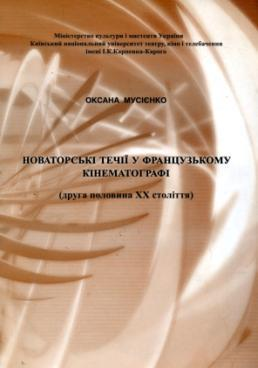 Міністерство культури і мистецтв України
Київський національний університет театру, кіно і телебачення
імені І.К.Карпенка-Карого
ОКСАНА МУСІЄНКО
НОВАТОРСЬКІ ТЕЧІЇ У ФРАНЦУЗЬКОМУ
КІНЕМАТОГРАФІ
(друга половина ХХ століття)